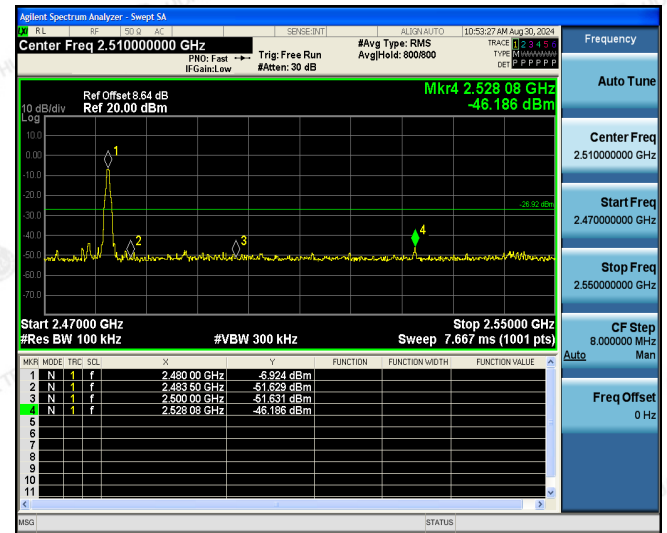 Agilent Spectrum Analyzer - Swept SA
LXI RL RF 50 Ω AC SENSE:INT ALIGN AUTO 10:53:27 AM Aug 30, 2024
Center Freq 2.510000000 GHz
PNO: Fast
IFGain:Low
Trig: Free Run
#Atten: 30 dB
#Avg Type: RMS
Avg|Hold: 800/800
TRACE 1 2 3 4 5 6
TYPE M
DET P P P P P P
Mkr4 2.528 08 GHz
-46.186 dBm
Ref Offset 8.64 dB
Ref 20.00 dBm
10 dB/div
Log
10.0
0.00
-10.0
-20.0
-30.0
-40.0
-50.0
-60.0
-70.0
1
2
3
4
-26.92 dBm
Start 2.47000 GHz Stop 2.55000 GHz
#Res BW 100 kHz #VBW 300 kHz Sweep 7.667 ms (1001 pts)
MKR MODE TRC SCL X Y FUNCTION FUNCTION WIDTH FUNCTION VALUE
1 N 1 f 2.480 00 GHz -6.924 dBm
2 N 1 f 2.483 50 GHz -51.629 dBm
3 N 1 f 2.500 00 GHz -51.631 dBm
4 N 1 f 2.528 08 GHz -46.186 dBm
5
6
7
8
9
10
11
MSG STATUS
Frequency
Auto Tune
Center Freq
2.510000000 GHz
Start Freq
2.470000000 GHz
Stop Freq
2.550000000 GHz
CF Step
8.000000 MHz
Auto Man
Freq Offset
0 Hz